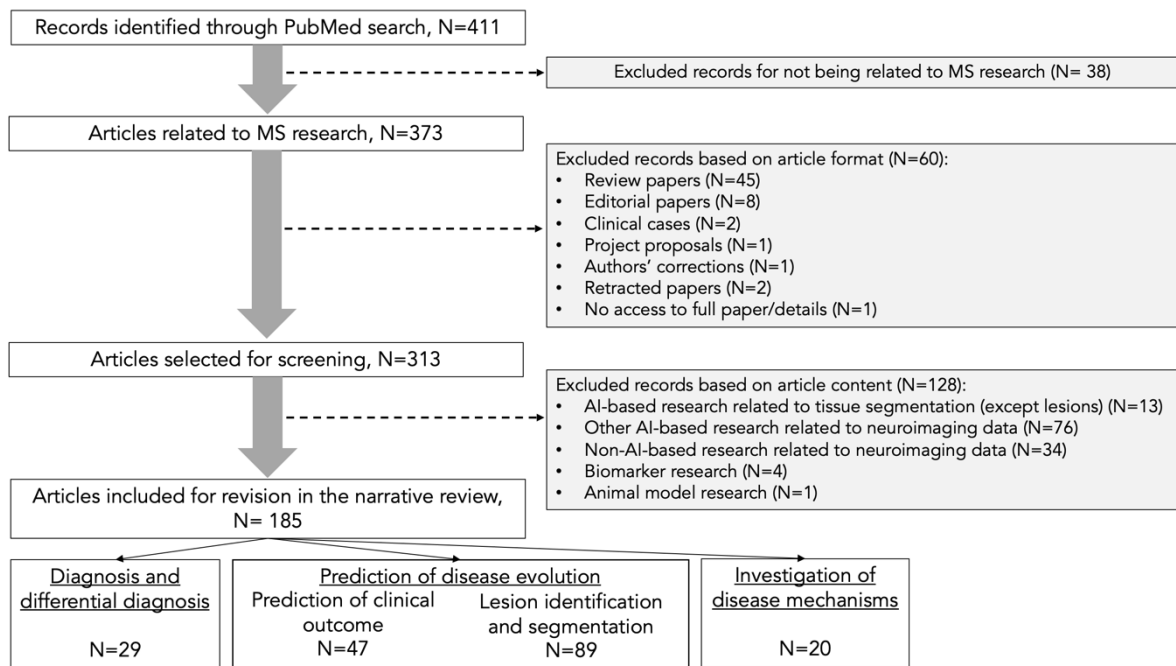 Records identified through PubMed search, N=411
Excluded records for not being related to MS research (N= 38)
Articles related to MS research, N=373
Excluded records based on article format (N=60):
• Review papers (N=45)
• Editorial papers (N=8)
• Clinical cases (N=2)
• Project proposals (N=1)
• Authors' corrections (N=1)
• Retracted papers (N=2)
• No access to full paper/details (N=1)
Articles selected for screening, N=313
Excluded records based on article content (N=128):
• AI-based research related to tissue segmentation (except lesions) (N=13)
• Other AI-based research related to neuroimaging data (N=76)
• Non-AI-based research related to neuroimaging data (N=34)
• Biomarker research (N=4)
• Animal model research (N=1)
Articles included for revision in the narrative review,
N= 185
Diagnosis and
differential diagnosis
N=29
Prediction of disease evolution
Prediction of clinical
outcome
N=47
Lesion identification
and segmentation
N=89
Investigation of
disease mechanisms
N=20